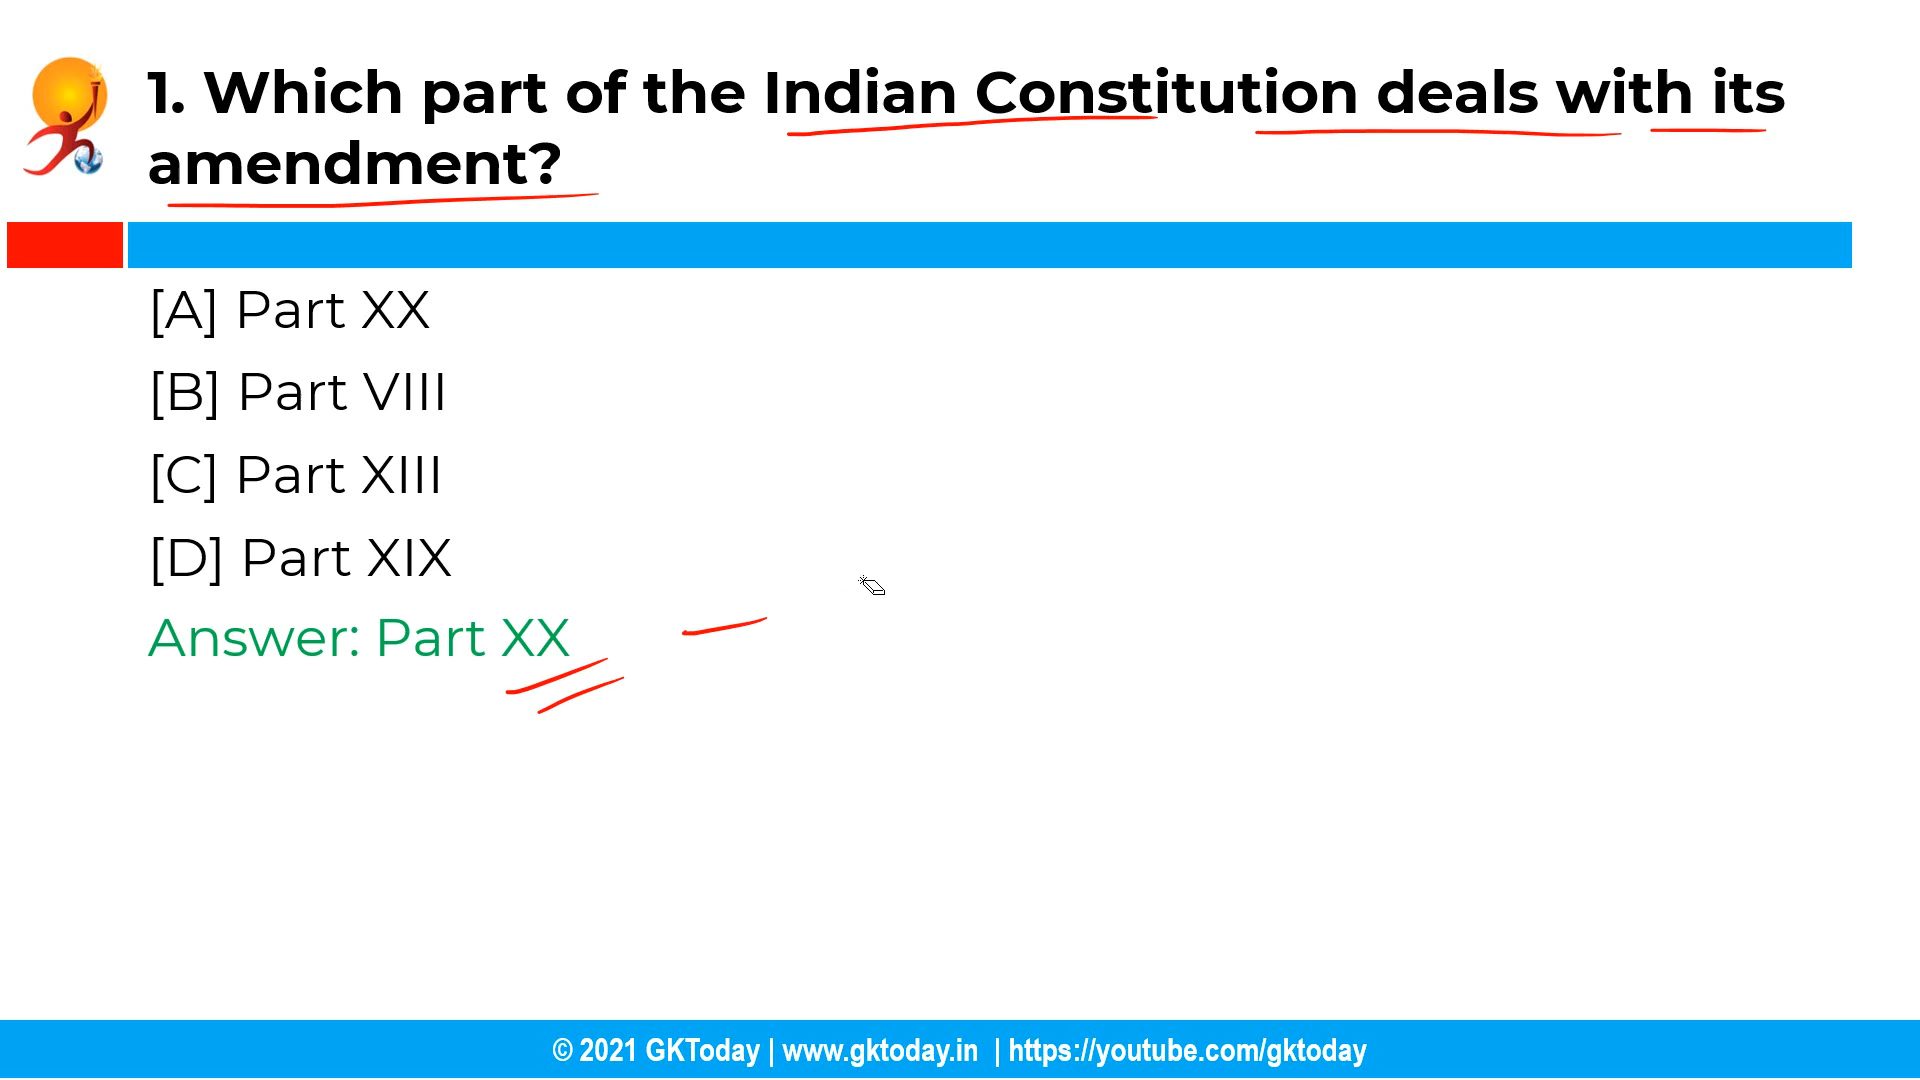 1. Which part of the Indian Constitution deals with its
amendment?
[A] Part XX
[B] Part VIII
[C] Part XIII
[D] Part XIX
Answer: Part XX
© 2021 GKToday | www.gktoday.in | https://youtube.com/gktoday